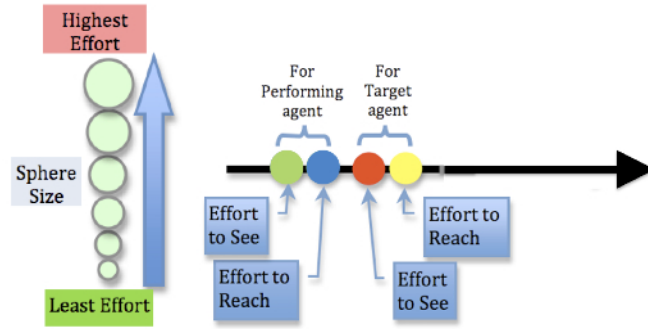 Highest
Effort
Sphere
Size
Least Effort
For
Performing
agent
For
Target
agent
Effort
to See
Effort to
Reach
Effort
to See
Effort to
Reach